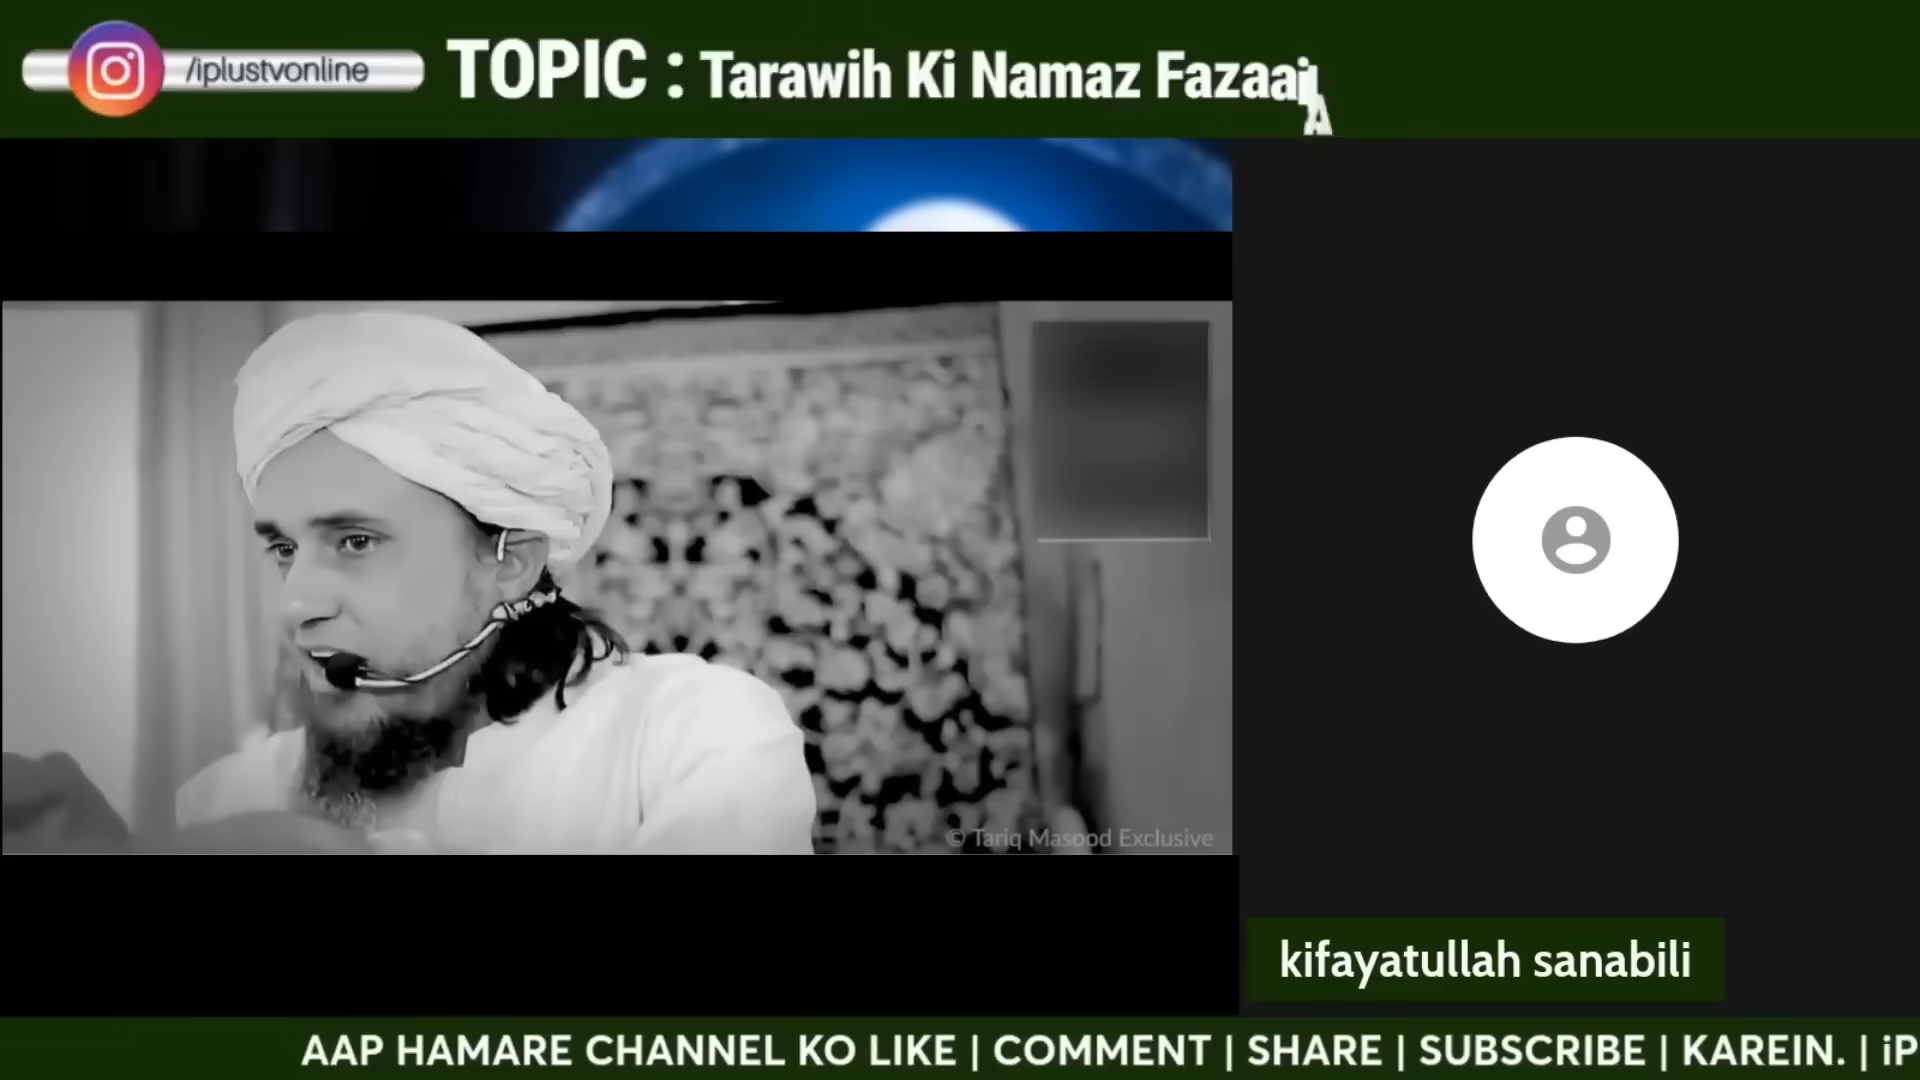 /iplustvonline
TOPIC : Tarawih Ki Namaz Fazaai
© Tariq Masood Exclusive
kifayatullah sanabili
AAP HAMARE CHANNEL KO LIKE | COMMENT | SHARE | SUBSCRIBE | KAREIN. | iP